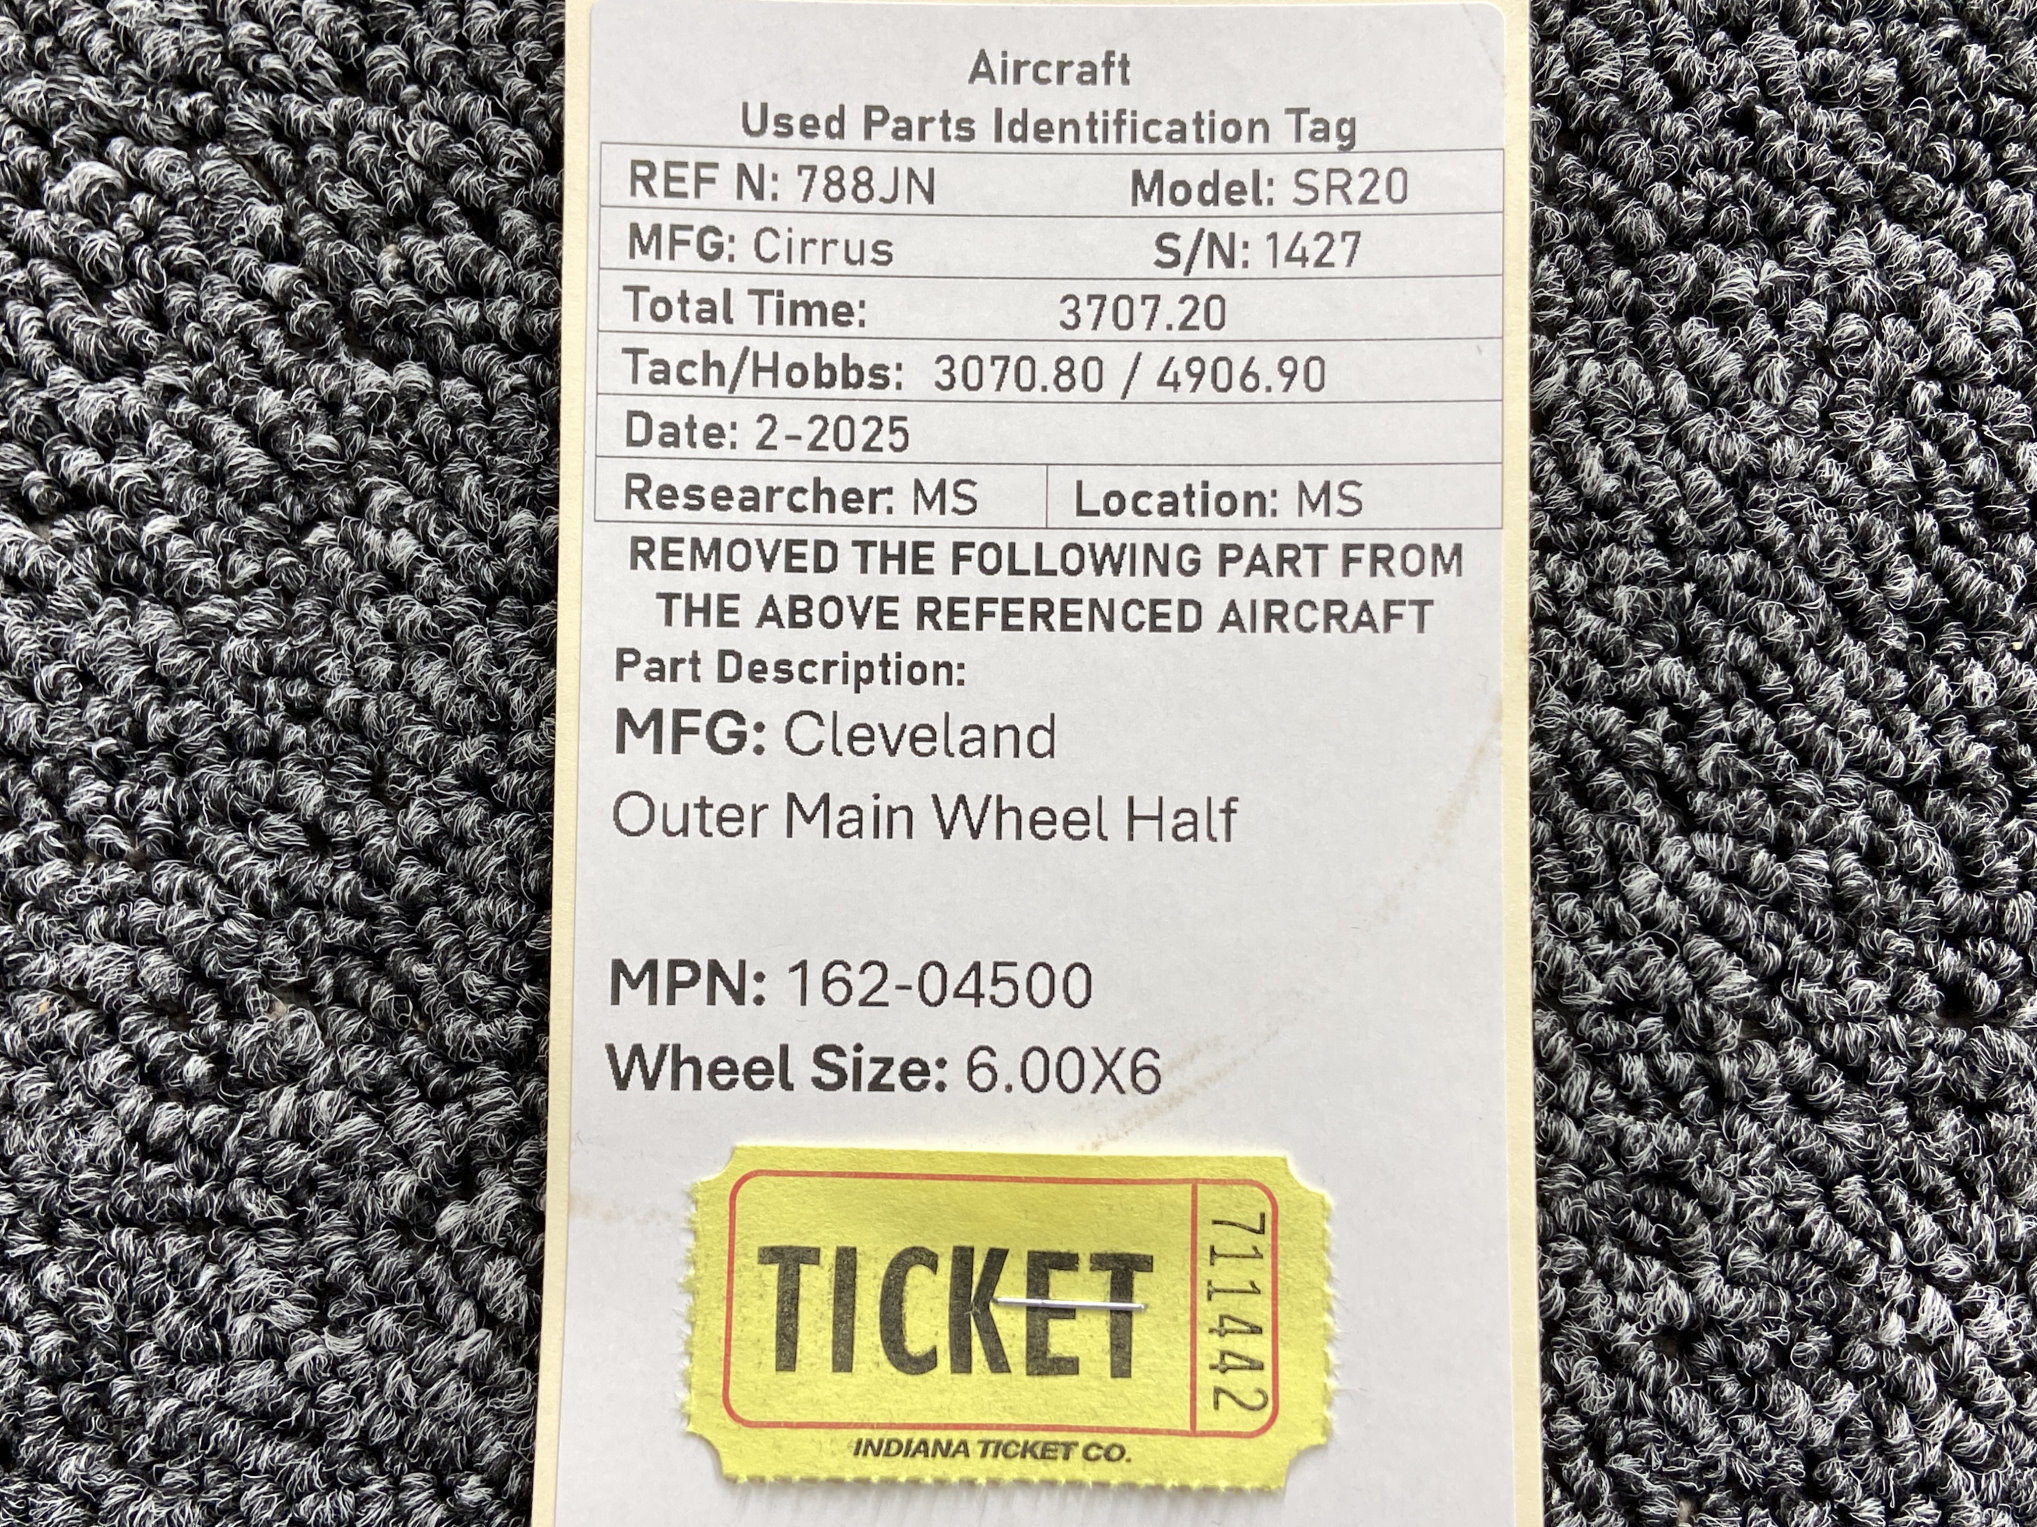 Aircraft
Used Parts Identification Tag
REF N: 788JN Model: SR20
MFG: Cirrus S/N: 1427
Total Time: 3707.20
Tach/Hobbs: 3070.80 / 4906.90
Date: 2-2025
Researcher: MS Location: MS
REMOVED THE FOLLOWING PART FROM
THE ABOVE REFERENCED AIRCRAFT
Part Description:
MFG: Cleveland
Outer Main Wheel Half
MPN: 162-04500
Wheel Size: 6.00X6
TICKET
711442
INDIANA TICKET CO.